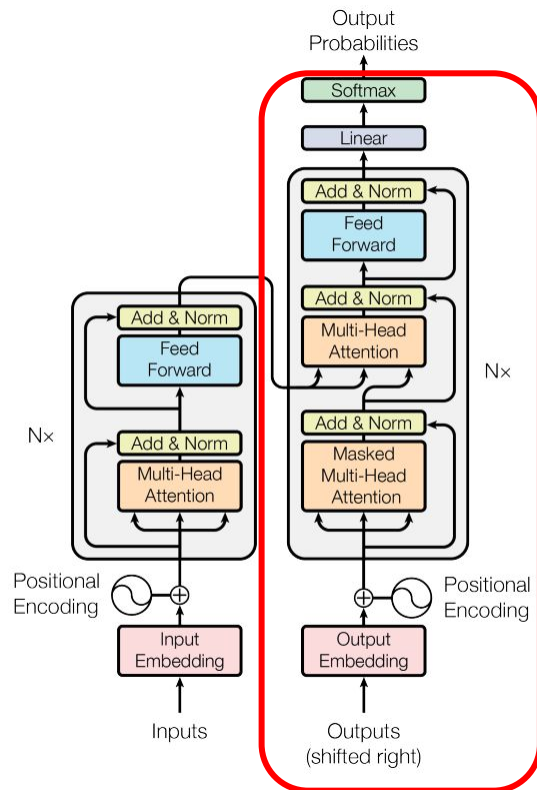 Output
Probabilities
Softmax
Linear
Add & Norm
Feed
Forward
Add & Norm
Multi-Head
Attention
Nx
Add & Norm
Masked
Multi-Head
Attention
Positional
Encoding
Output
Embedding
Outputs
(shifted right)
Add & Norm
Feed
Forward
Nx
Add & Norm
Multi-Head
Attention
Positional
Encoding
Input
Embedding
Inputs